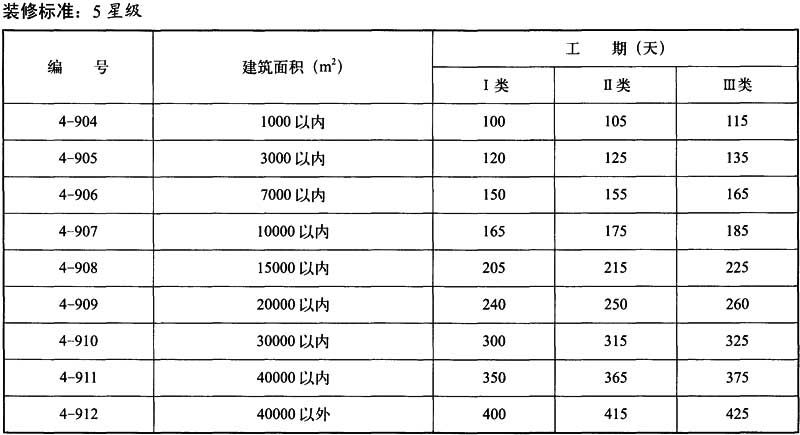 装修标准：5星级
编 号 建筑面积（m²） 工 期（天）
Ⅰ类 Ⅱ类 Ⅲ类
4-904 1000以内 100 105 115
4-905 3000以内 120 125 135
4-906 7000以内 150 155 165
4-907 10000以内 165 175 185
4-908 15000以内 205 215 225
4-909 20000以内 240 250 260
4-910 30000以内 300 315 325
4-911 40000以内 350 365 375
4-912 40000以外 400 415 425